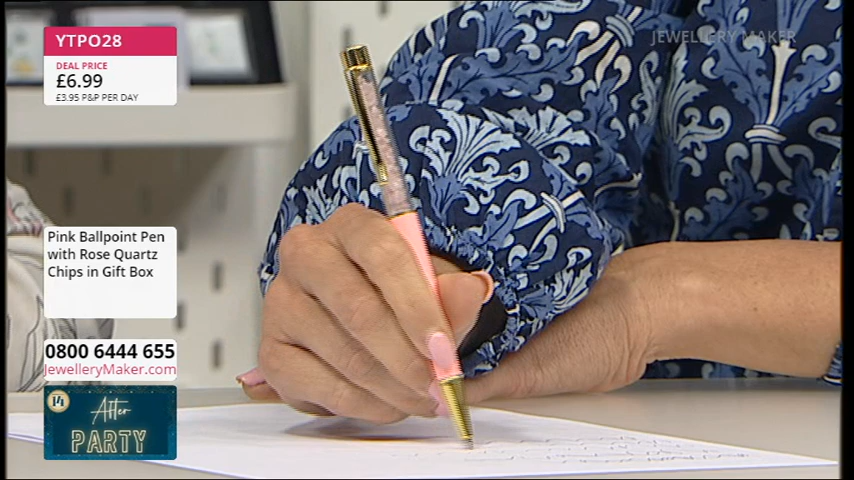 YTPO28
DEAL PRICE
£6.99
£3.95 P&P PER DAY
JEWELLERY MAKER
Pink Ballpoint Pen
with Rose Quartz
Chips in Gift Box
0800 6444 655
JewelleryMaker.com
After
PARTY